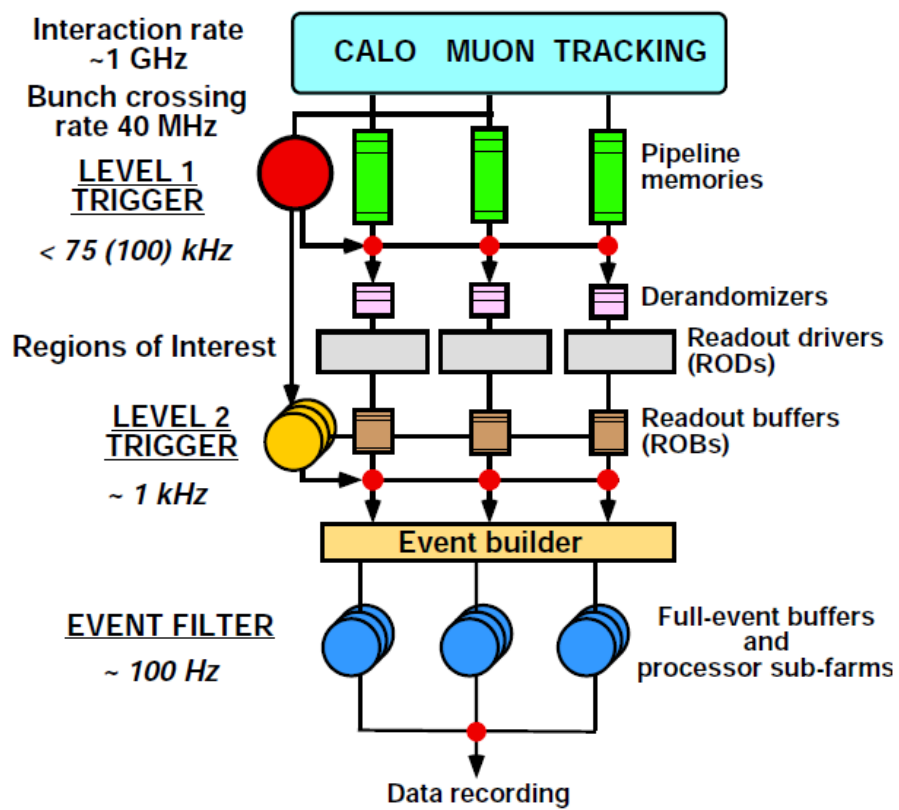 Interaction rate
~1 GHz
CALO MUON TRACKING
Bunch crossing
rate 40 MHz
LEVEL 1
TRIGGER
Pipeline
memories
< 75 (100) kHz
Derandomizers
Regions of Interest
Readout drivers
(RODs)
LEVEL 2
TRIGGER
Readout buffers
(ROBs)
~ 1 kHz
Event builder
EVENT FILTER
~ 100 Hz
Full-event buffers
and
processor sub-farms
Data recording